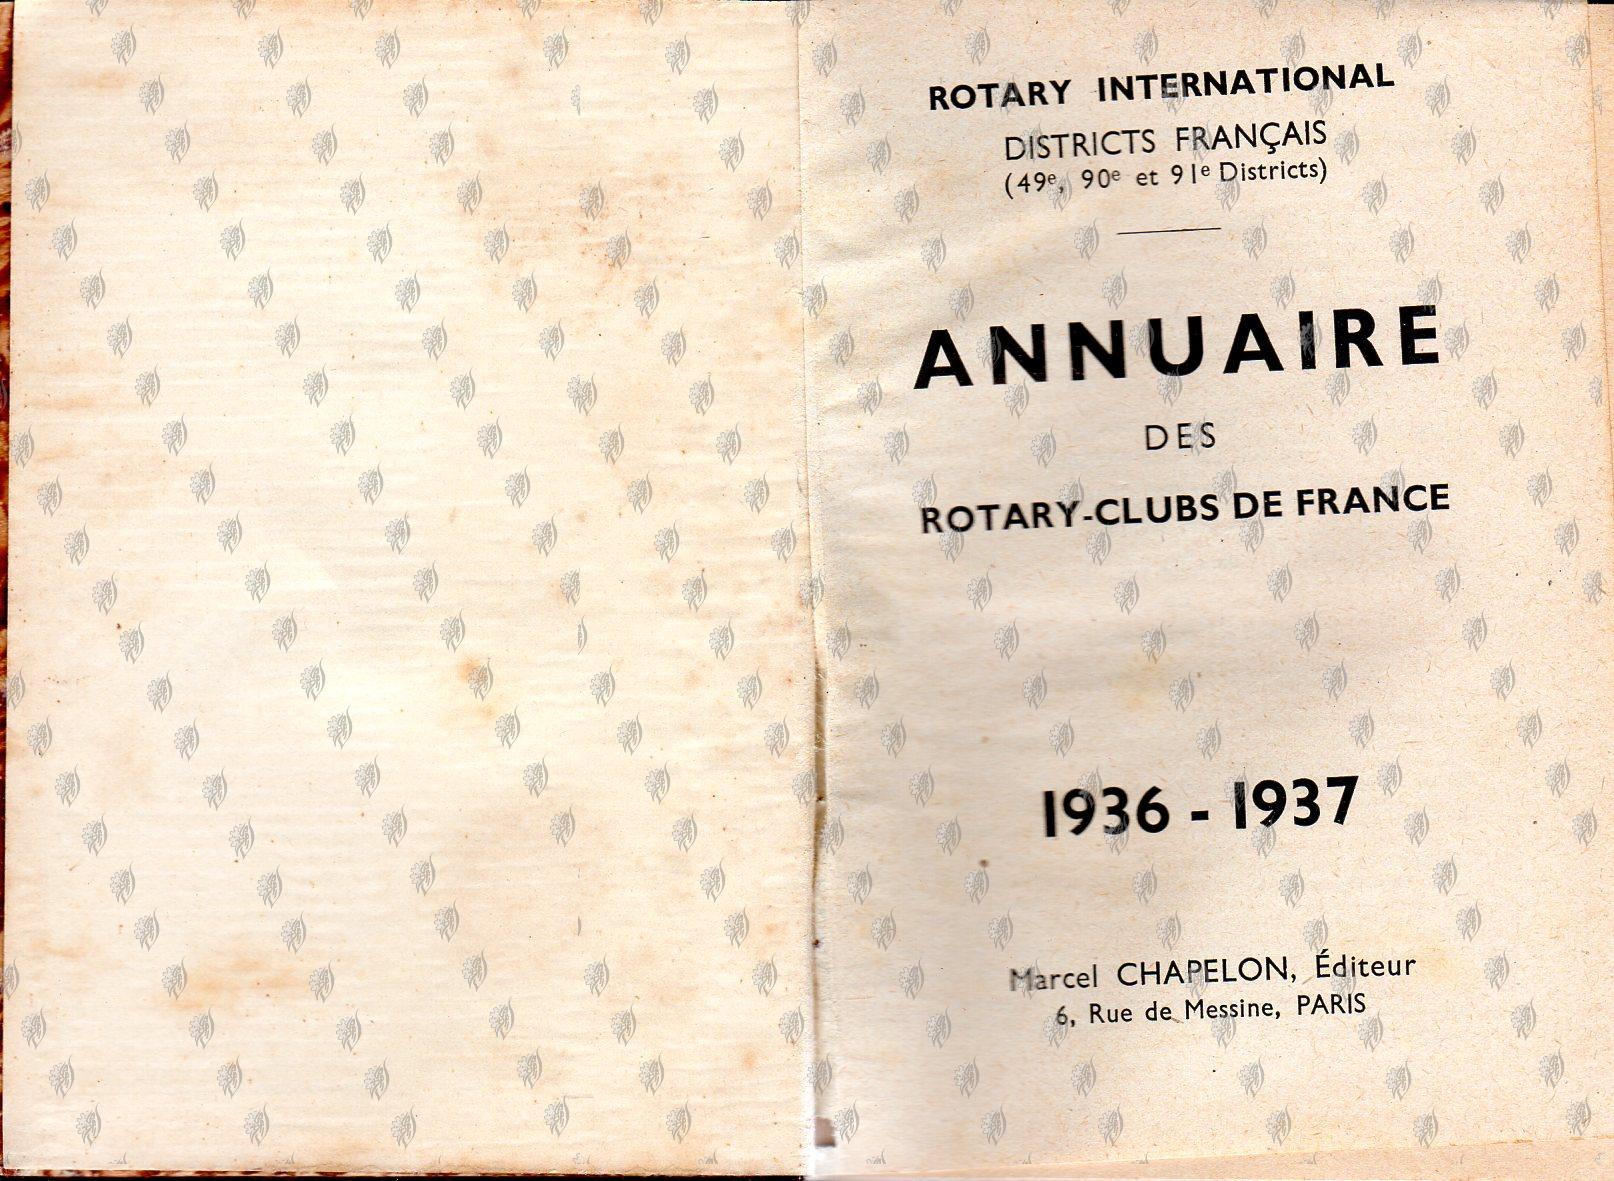 ROTARY INTERNATIONAL
DISTRICTS FRANÇAIS
(49e, 90e et 91e Districts)
ANNUAIRE
DES
ROTARY-CLUBS DE FRANCE
1936 - 1937
Marcel CHAPELON, Éditeur
6, Rue de Messine, PARIS